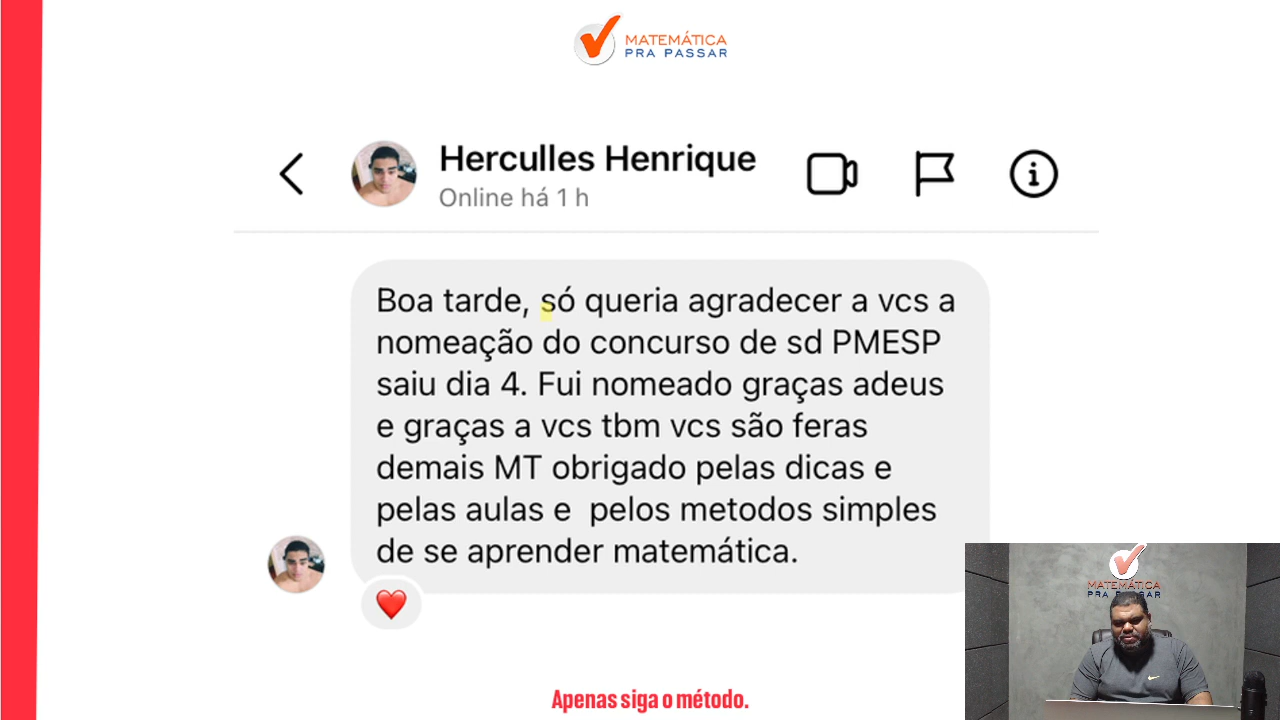 MATEMÁTICA
PRA PASSAR
Herculles Henrique
Online há 1 h
Boa tarde, só queria agradecer a vcs a
nomeação do concurso de sd PMESP
saiu dia 4. Fui nomeado graças adeus
e graças a vcs tbm vcs são feras
demais MT obrigado pelas dicas e
pelas aulas e  pelos metodos simples
de se aprender matemática.
MATEMÁTICA
PRA PASSAR
Apenas siga o método.